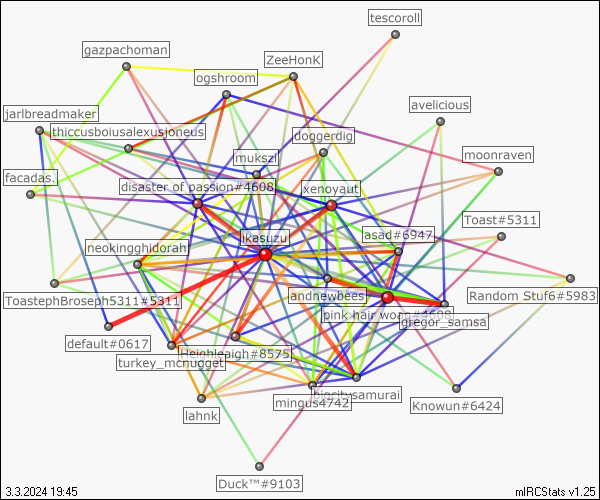 tescoroll
gazpachoman
ZeeHonK
ogshroom
avelicious
jarlbreadmaker
thiccusboiusalexusjoneus
doggerdig
mukszi
moonraven
facadas.
disaster of passion#4608
xenoyaut
Toast#5311
asad#6947
ikasuzu
neokingghidorah
andnewbees
Random Stuf6#5983
ToastephBroseph5311#5311
pink hair woag#4608
gregor_samsa
default#0617
Heighleaigh#8575
turkey_mcnugget
bigcitysamurai
mingus4742
Knowun#6424
lahnk
Duck™#9103
3.3.2024 19:45
mIRCStats v1.25